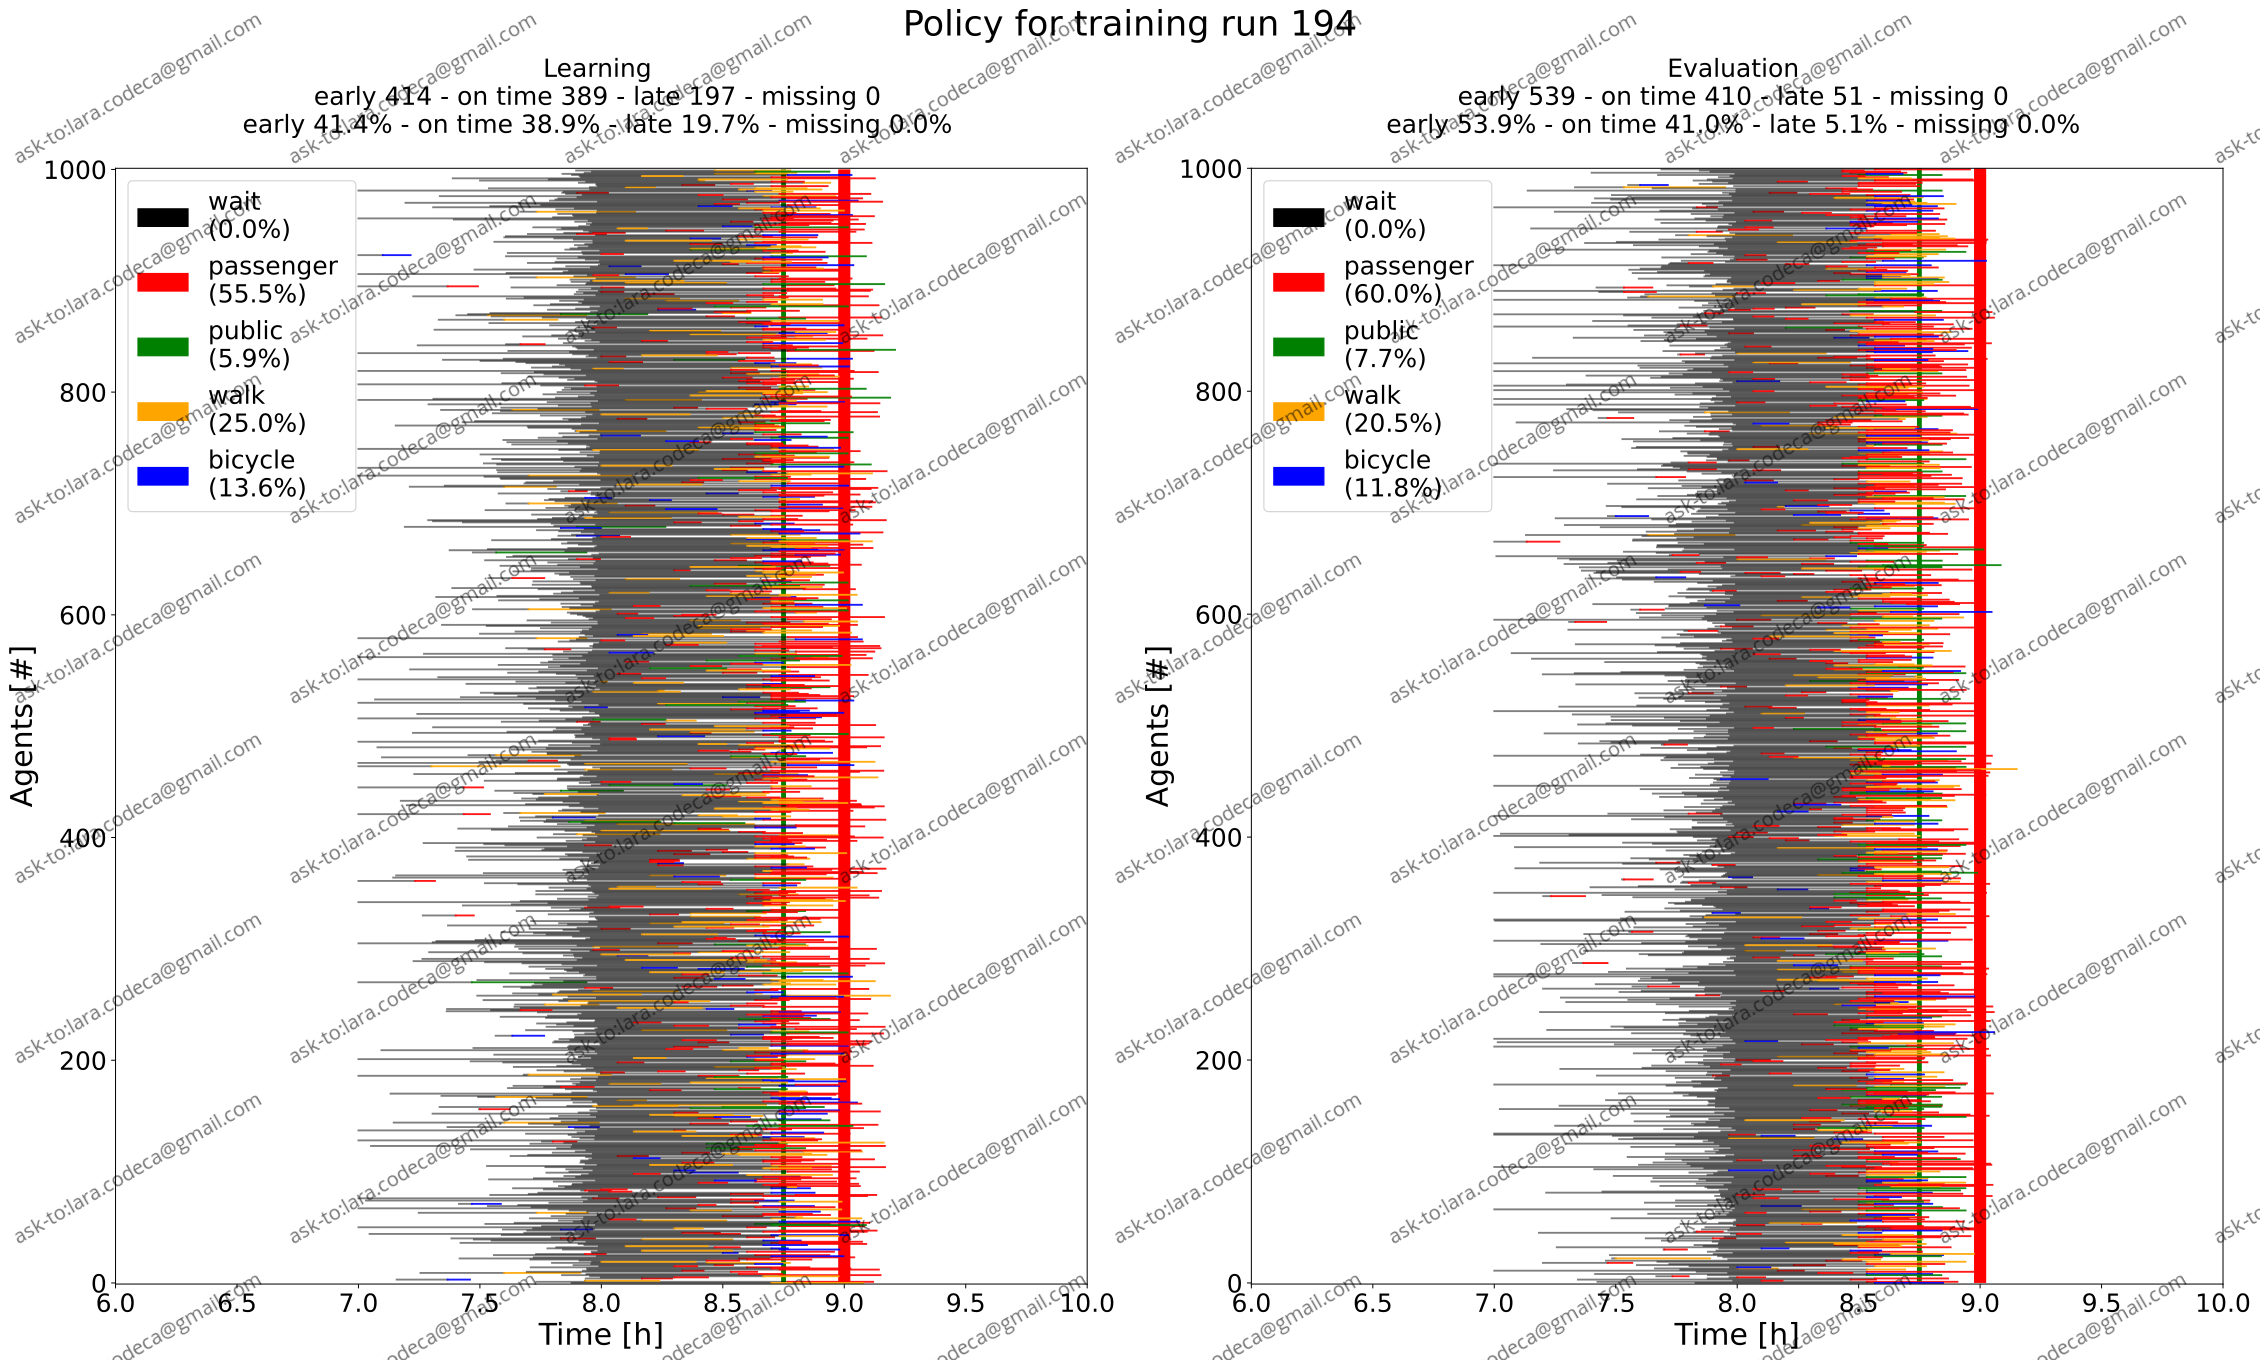 Policy for training run 194
Learning
early 414 - on time 389 - late 197 - missing 0
early 41.4% - on time 38.9% - late 19.7% - missing 0.0%
Evaluation
early 539 - on time 410 - late 51 - missing 0
early 53.9% - on time 41.0% - late 5.1% - missing 0.0%
Agents [#]
1000
800
600
400
200
0
wait
(0.0%)
passenger
(55.5%)
public
(5.9%)
walk
(25.0%)
bicycle
(13.6%)
6.0 6.5 7.0 7.5 8.0 8.5 9.0 9.5 10.0
Time [h]
Agents [#]
1000
800
600
400
200
0
wait
(0.0%)
passenger
(60.0%)
public
(7.7%)
walk
(20.5%)
bicycle
(11.8%)
6.0 6.5 7.0 7.5 8.0 8.5 9.0 9.5 10.0
Time [h]
ask-to:lara.codeca@gmail.com